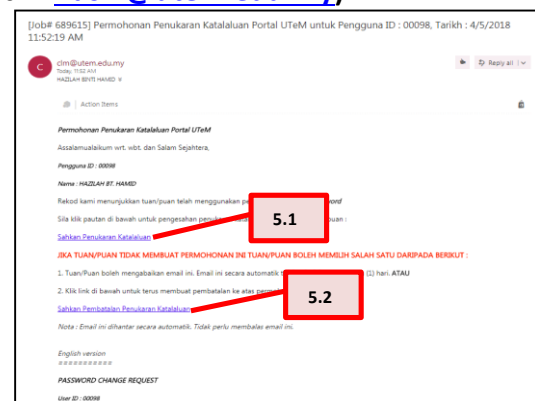 [Job# 689615] Permohonan Penukaran Katalaluan Portal UTeM untuk Pengguna ID : 00098, Tarikh : 4/5/2018
11:52:19 AM
C
clm@utem.edu.my
Today, 11:52 AM
HAZILAH BINTI HAMID
Reply all
Action Items
Permohonan Penukaran Katalaluan Portal UTeM
Assalamualaikum wrt. wbt. dan Salam Sejahtera,
Pengguna ID : 00098
Nama : HAZILAH BT. HAMID
Rekod kami menunjukkan tuan/puan telah menggunakan
Sila klik pautan di bawah untuk pengesahan
5.1
Sahkan Penukaran Katalaluan
JIKA TUAN/PUAN TIDAK MEMBUAT PERMOHONAN INI TUAN/PUAN BOLEH MEMILIH SALAH SATU DARIPADA BERIKUT :
1. Tuan/Puan boleh mengabaikan email ini. Email ini secara automatik (1) hari. ATAU
2. Klik link di bawah untuk terus membuat pembatalan ke atas
5.2
Sahkan Pembatalan Penukaran Katalaluan
Nota : Email ini dihantar secara automatik. Tidak perlu membalas email ini.
English version
===========
PASSWORD CHANGE REQUEST
User ID : 00098